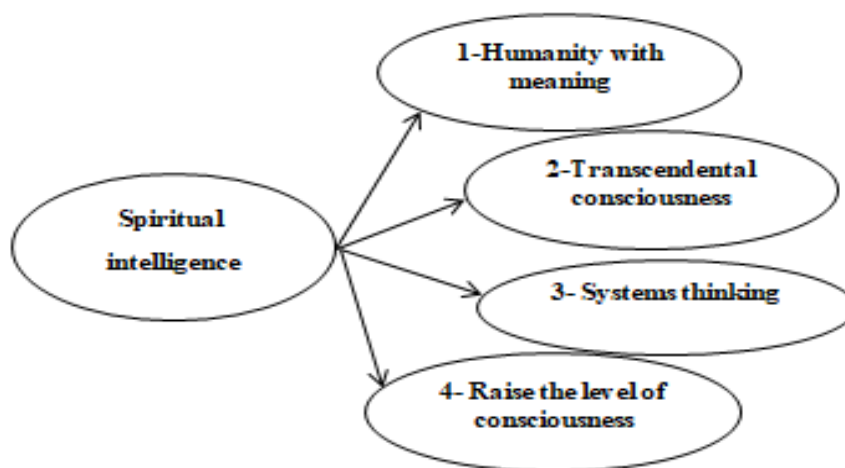 1-Humanity with
meaning
2-Transcendental
consciousness
Spiritual
intelligence
3- Systems thinking
4- Raise the level of
consciousness